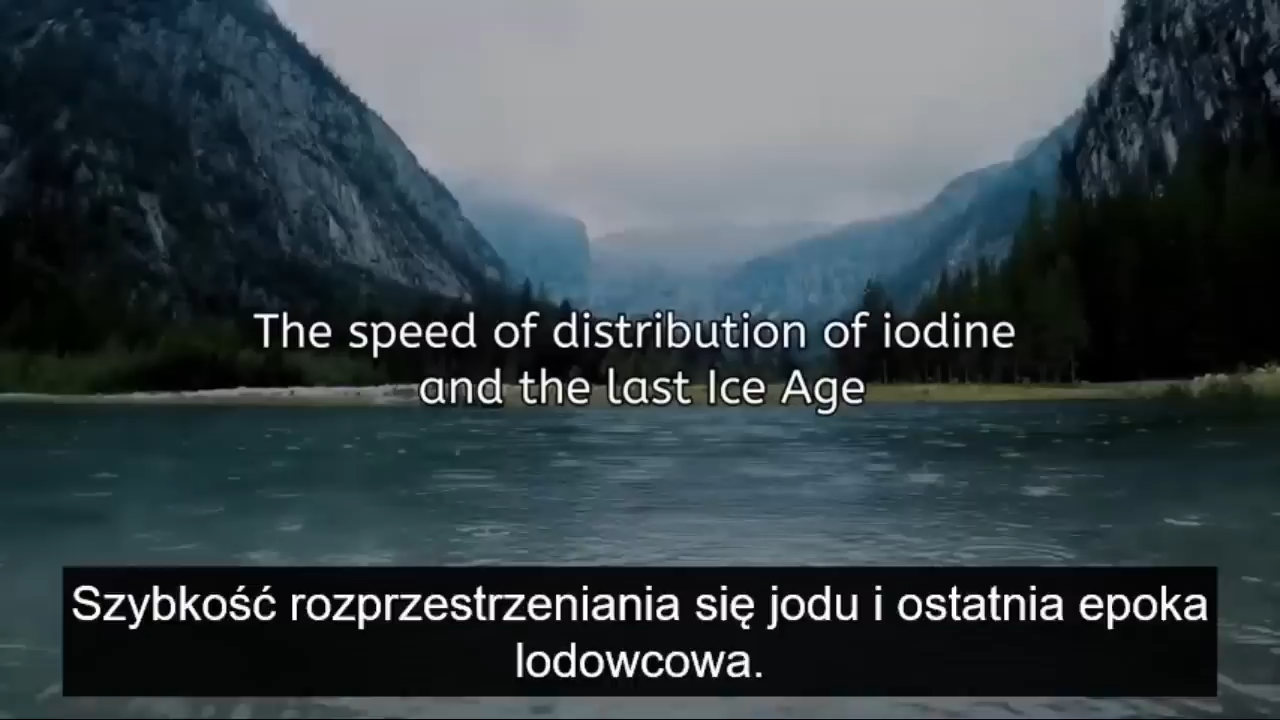 The speed of distribution of iodine
and the last Ice Age
Szybkość rozprzestrzeniania się jodu i ostatnia epoka
lodowcowa.